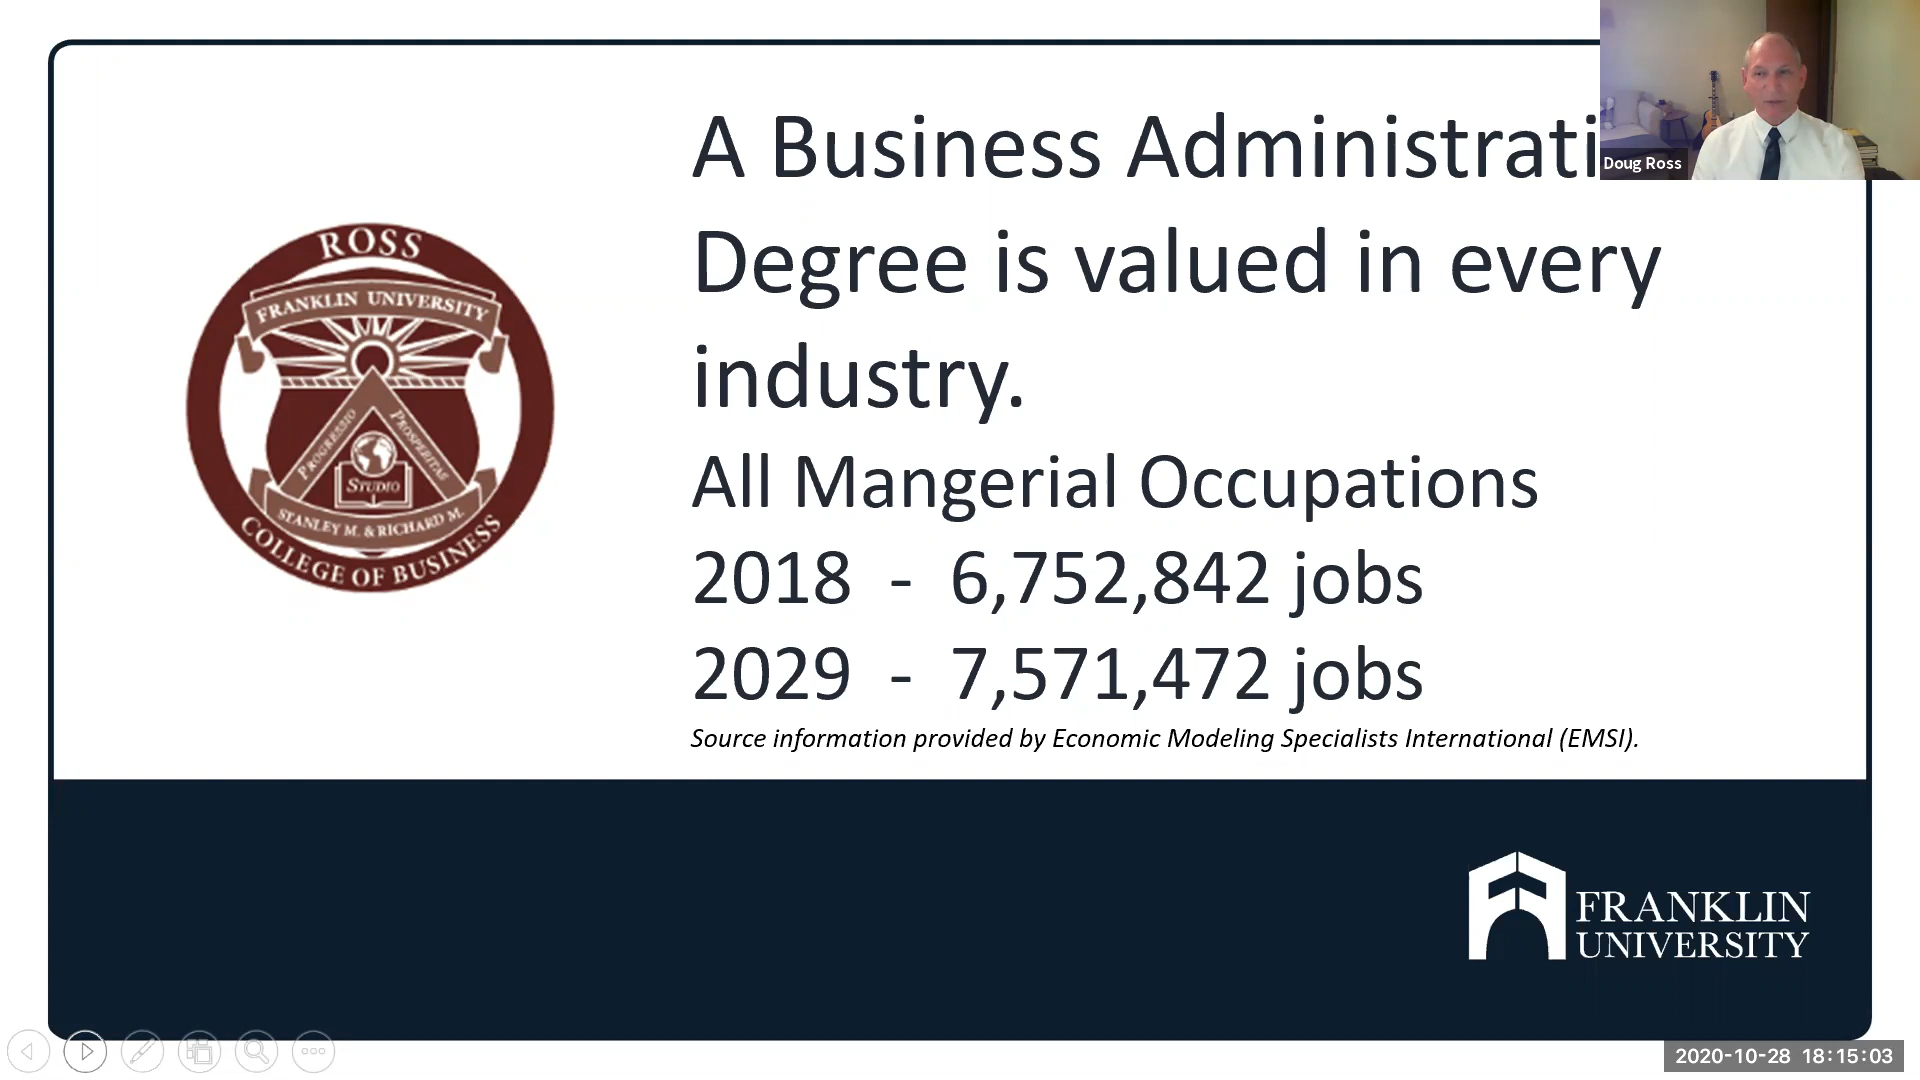 A Business Administrati
Degree is valued in every
industry.
All Mangerial Occupations
2018 - 6,752,842 jobs
2029 - 7,571,472 jobs
Source information provided by Economic Modeling Specialists International (EMSI).
Doug Ross
ROSS
FRANKLIN UNIVERSITY
PROGRESSIO
PROSPERITAS
STUDIO
STANLEY M. & RICHARD M.
COLLEGE OF BUSINESS
FRANKLIN
UNIVERSITY
2020-10-28 18:15:03